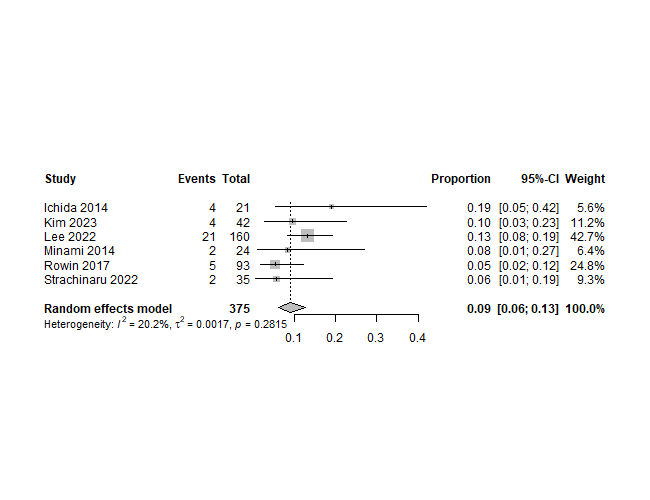 Study Events Total Proportion 95%-CI Weight
Ichida 2014 4 21 0.19 [0.05; 0.42] 5.6%
Kim 2023 4 42 0.10 [0.03; 0.23] 11.2%
Lee 2022 21 160 0.13 [0.08; 0.19] 42.7%
Minami 2014 2 24 0.08 [0.01; 0.27] 6.4%
Rowin 2017 5 93 0.05 [0.02; 0.12] 24.8%
Strachinaru 2022 2 35 0.06 [0.01; 0.19] 9.3%
Random effects model 375 0.09 [0.06; 0.13] 100.0%
Heterogeneity: I² = 20.2%, τ² = 0.0017, p = 0.2815
0.1 0.2 0.3 0.4